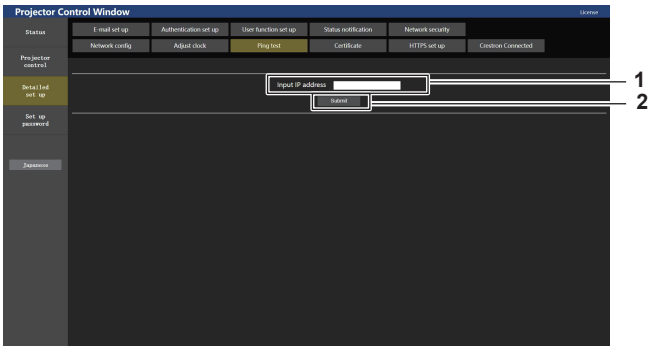 Projector Control Window
License
Status
E-mail set up
Authentication set up
User function set up
Status notification
Network security
Network config
Adjust clock
Ping test
Certificate
HTTPS set up
Crestron Connected
Projector
control
Detailed
set up
Set up
password
Japanese
Input IP address
1
Submit
2